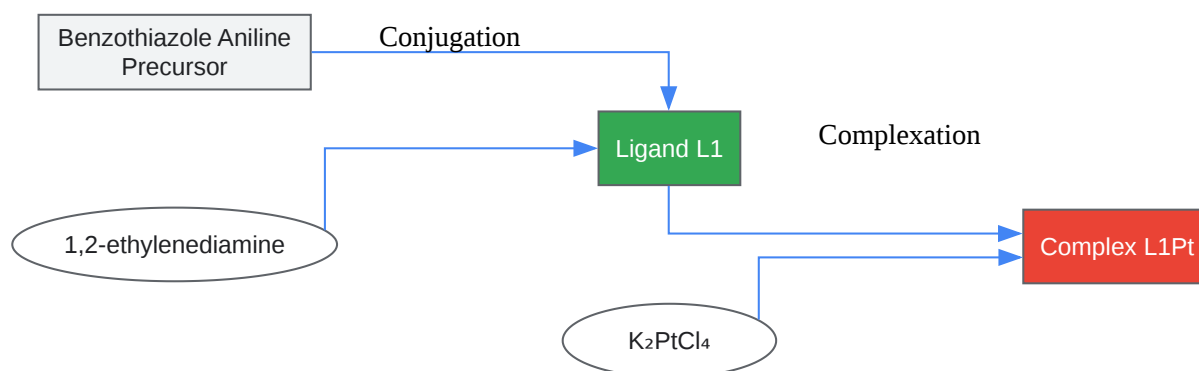 Benzothiazole Aniline
Precursor
Conjugation
Ligand L1
Complexation
1,2-ethylenediamine
Complex L1Pt
K₂PtCl₄